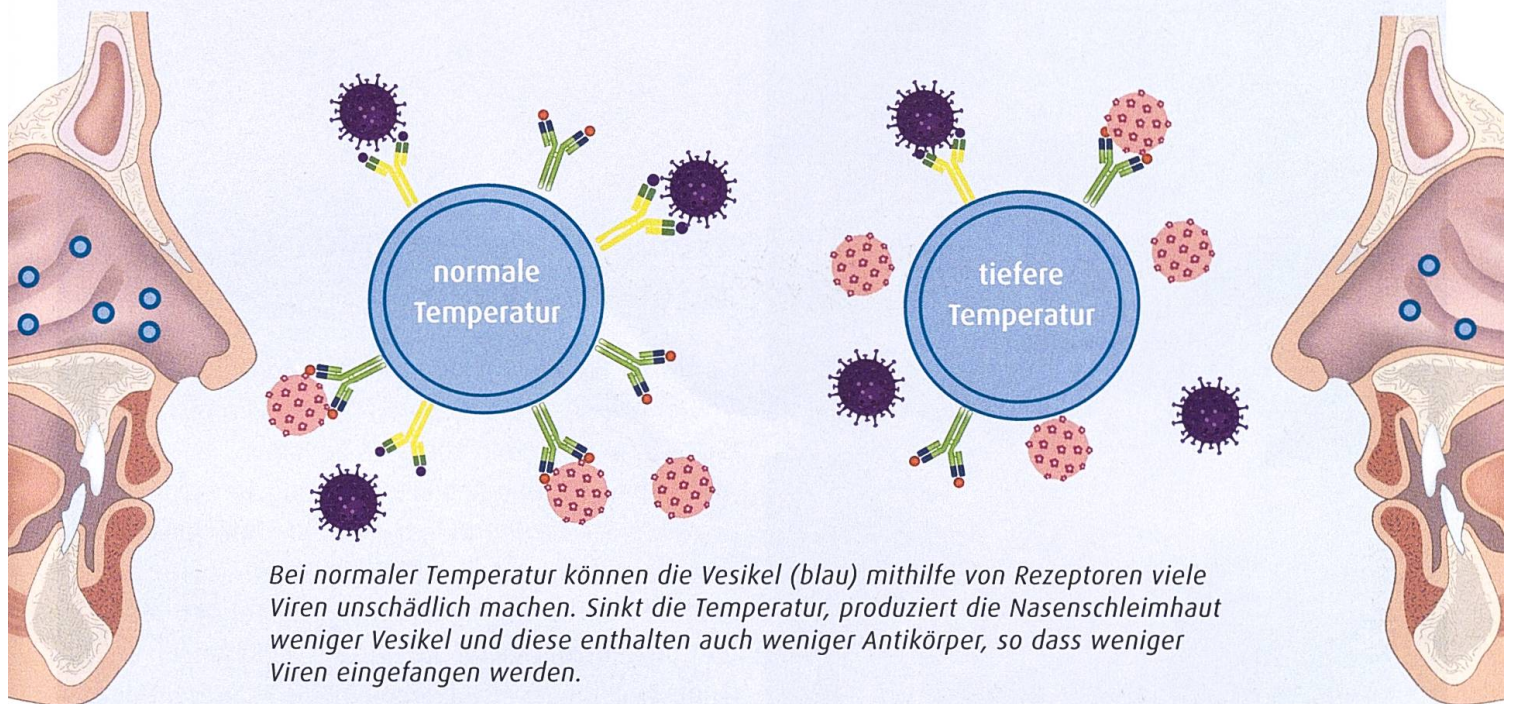 normale
Temperatur
tiefere
Temperatur
Bei normaler Temperatur können die Vesikel (blau) mithilfe von Rezeptoren viele
Viren unschädlich machen. Sinkt die Temperatur, produziert die Nasenschleimhaut
weniger Vesikel und diese enthalten auch weniger Antikörper, so dass weniger
Viren eingefangen werden.